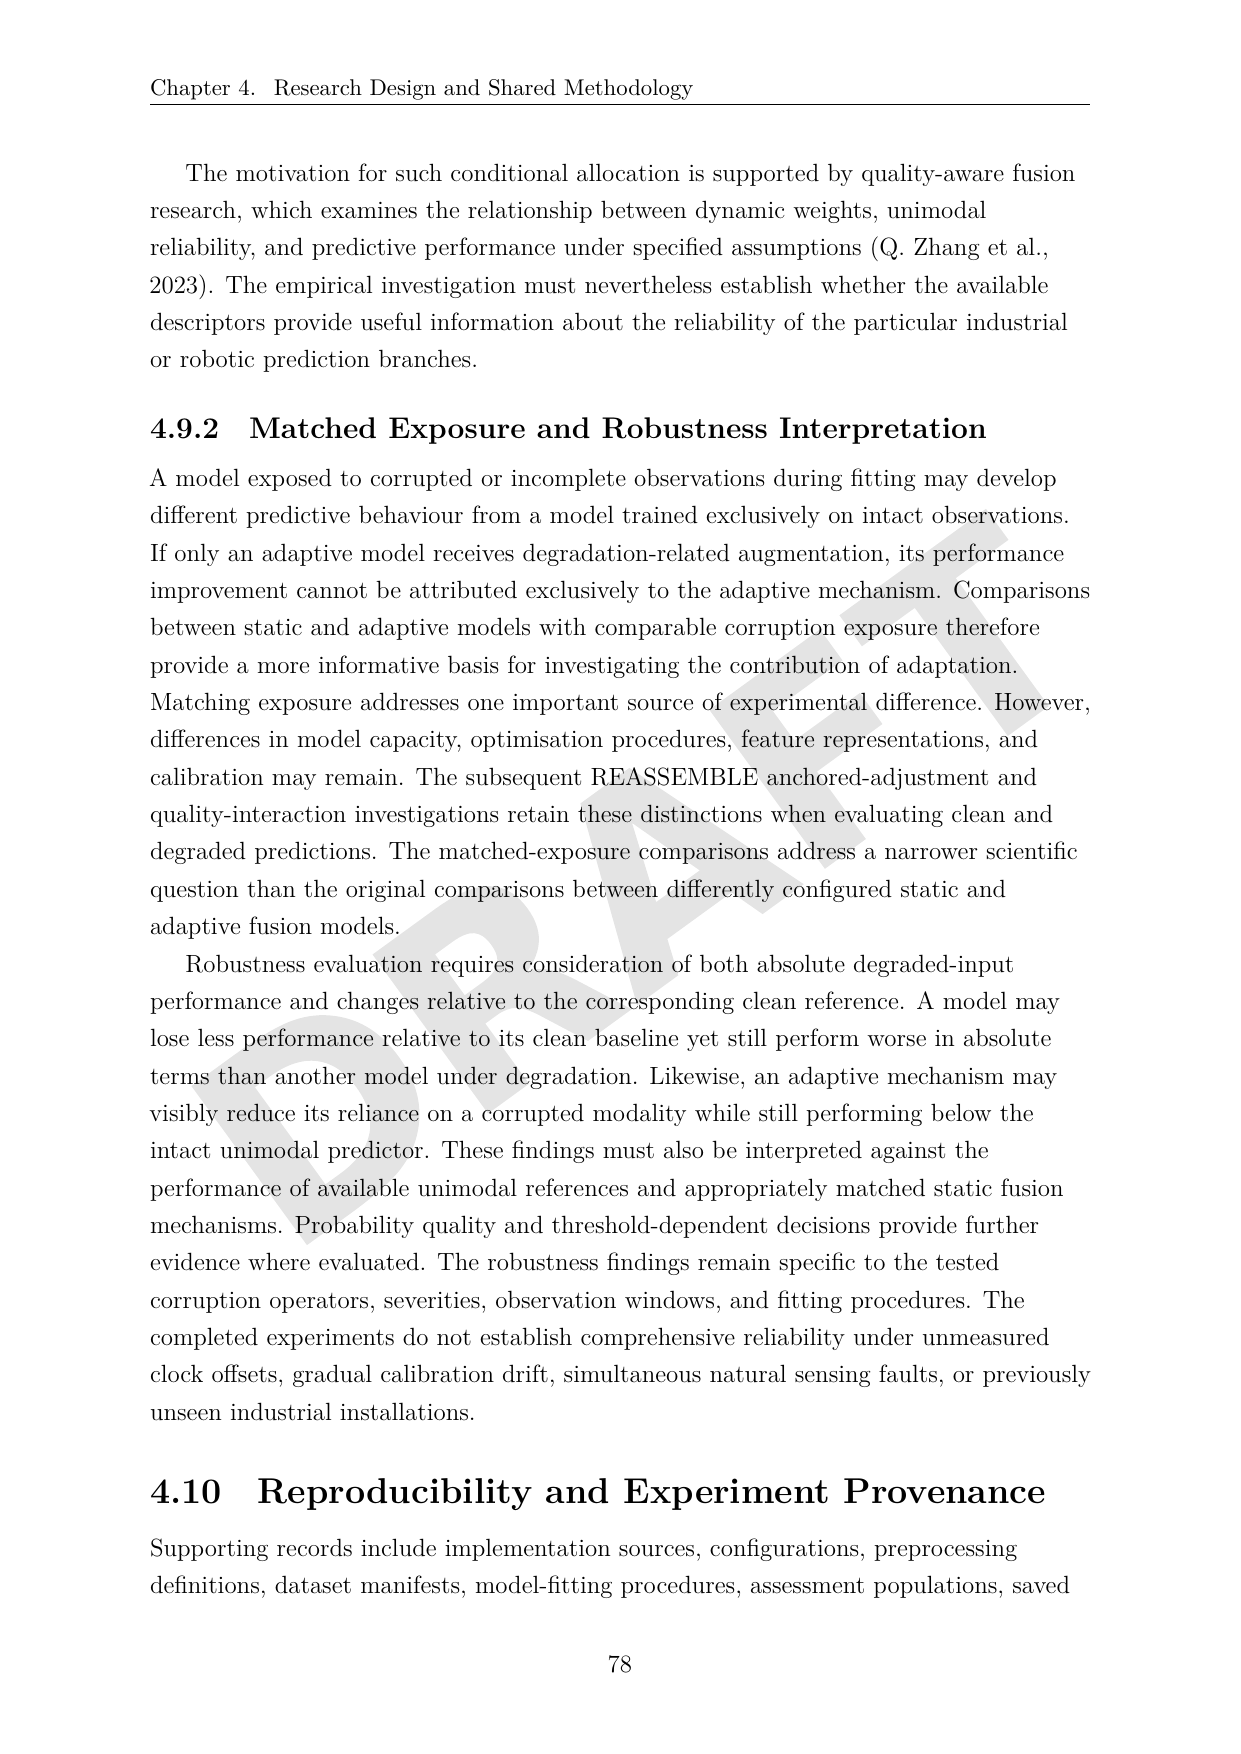 Chapter 4. Research Design and Shared Methodology
The motivation for such conditional allocation is supported by quality-aware fusion
research, which examines the relationship between dynamic weights, unimodal
reliability, and predictive performance under specified assumptions (Q. Zhang et al.,
2023). The empirical investigation must nevertheless establish whether the available
descriptors provide useful information about the reliability of the particular industrial
or robotic prediction branches.
4.9.2 Matched Exposure and Robustness Interpretation
A model exposed to corrupted or incomplete observations during fitting may develop
different predictive behaviour from a model trained exclusively on intact observations.
If only an adaptive model receives degradation-related augmentation, its performance
improvement cannot be attributed exclusively to the adaptive mechanism. Comparisons
between static and adaptive models with comparable corruption exposure therefore
provide a more informative basis for investigating the contribution of adaptation.
Matching exposure addresses one important source of experimental difference. However,
differences in model capacity, optimisation procedures, feature representations, and
calibration may remain. The subsequent REASSEMBLE anchored-adjustment and
quality-interaction investigations retain these distinctions when evaluating clean and
degraded predictions. The matched-exposure comparisons address a narrower scientific
question than the original comparisons between differently configured static and
adaptive fusion models.
Robustness evaluation requires consideration of both absolute degraded-input
performance and changes relative to the corresponding clean reference. A model may
lose less performance relative to its clean baseline yet still perform worse in absolute
terms than another model under degradation. Likewise, an adaptive mechanism may
visibly reduce its reliance on a corrupted modality while still performing below the
intact unimodal predictor. These findings must also be interpreted against the
performance of available unimodal references and appropriately matched static fusion
mechanisms. Probability quality and threshold-dependent decisions provide further
evidence where evaluated. The robustness findings remain specific to the tested
corruption operators, severities, observation windows, and fitting procedures. The
completed experiments do not establish comprehensive reliability under unmeasured
clock offsets, gradual calibration drift, simultaneous natural sensing faults, or previously
unseen industrial installations.
4.10 Reproducibility and Experiment Provenance
Supporting records include implementation sources, configurations, preprocessing
definitions, dataset manifests, model-fitting procedures, assessment populations, saved
78
DRAFT